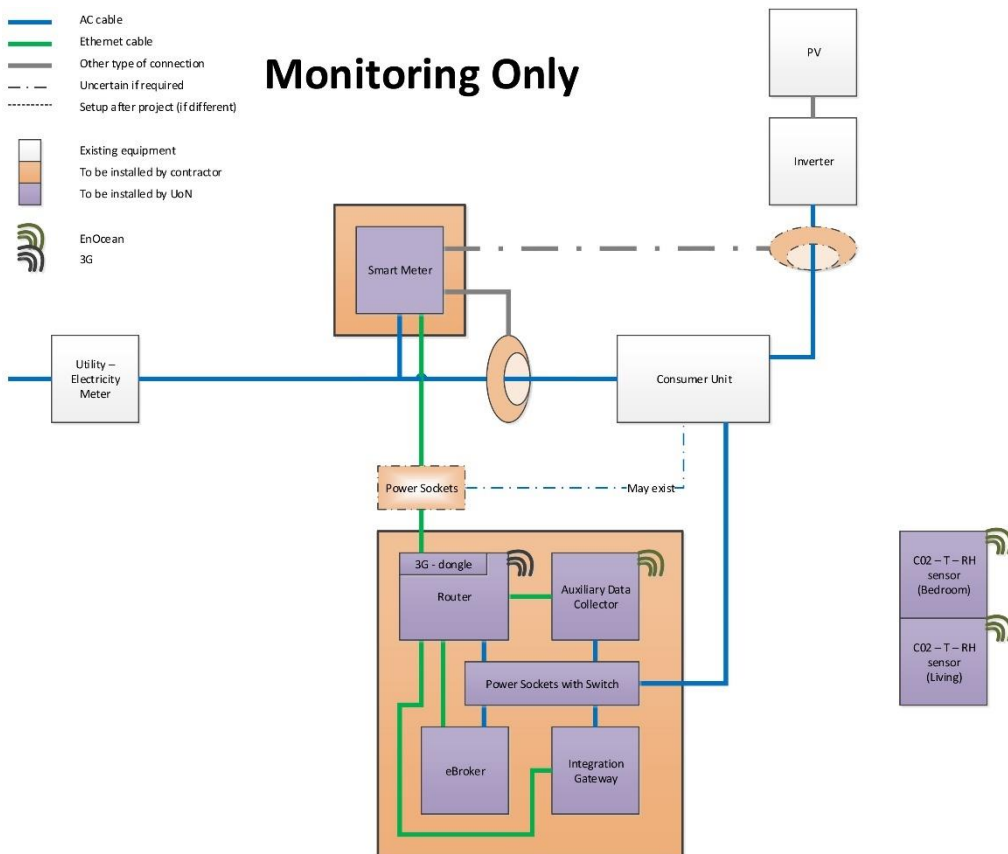 AC cable
Ethernet cable
Other type of connection
Uncertain if required
Setup after project (if different)
Existing equipment
To be installed by contractor
To be installed by UoN
EnOcean
3G
Monitoring Only
PV
Inverter
Smart Meter
Utility –
Electricity
Meter
Consumer Unit
Power Sockets
May exist
3G - dongle
Router
Auxiliary Data
Collector
Power Sockets with Switch
eBroker
Integration
Gateway
C02 – T – RH
sensor
(Bedroom)
C02 – T – RH
sensor
(Living)